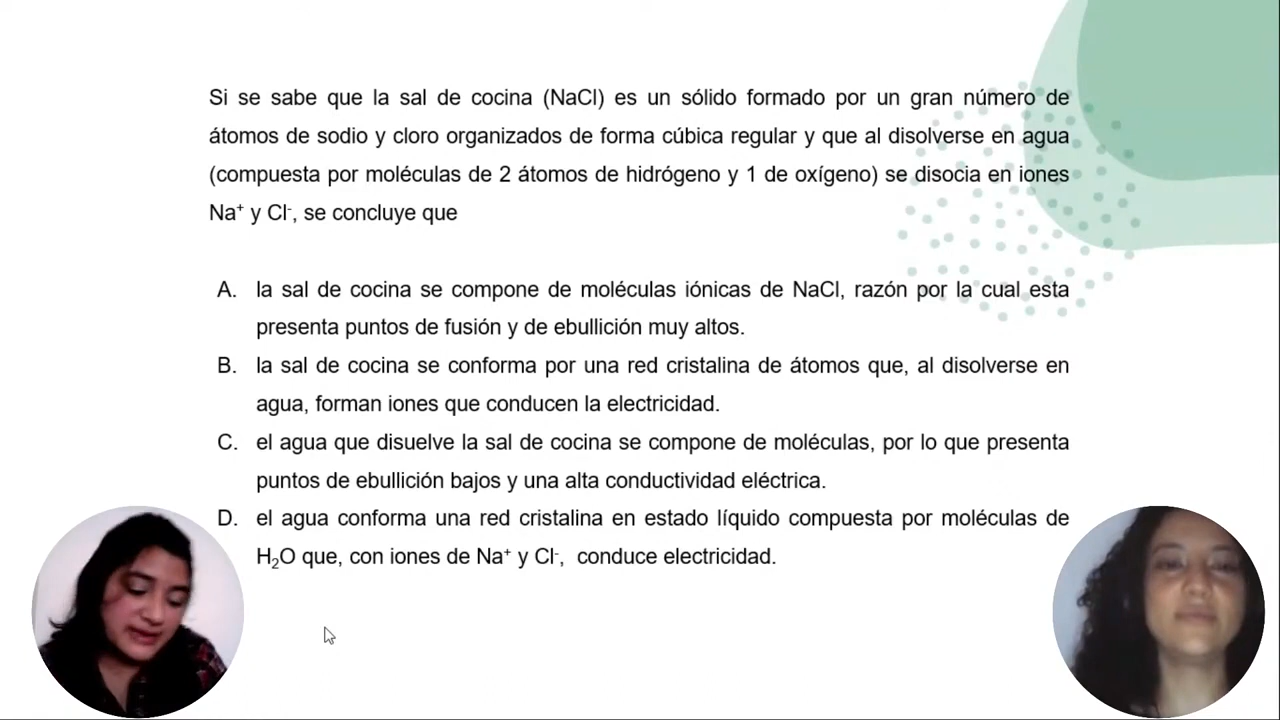 Si se sabe que la sal de cocina (NaCl) es un sólido formado por un gran número de
átomos de sodio y cloro organizados de forma cúbica regular y que al disolverse en agua
(compuesta por moléculas de 2 átomos de hidrógeno y 1 de oxígeno) se disocia en iones
Na⁺ y Cl⁻, se concluye que
A. la sal de cocina se compone de moléculas iónicas de NaCl, razón por la cual esta
presenta puntos de fusión y de ebullición muy altos.
B. la sal de cocina se conforma por una red cristalina de átomos que, al disolverse en
agua, forman iones que conducen la electricidad.
C. el agua que disuelve la sal de cocina se compone de moléculas, por lo que presenta
puntos de ebullición bajos y una alta conductividad eléctrica.
D. el agua conforma una red cristalina en estado líquido compuesta por moléculas de
H₂O que, con iones de Na⁺ y Cl⁻, conduce electricidad.